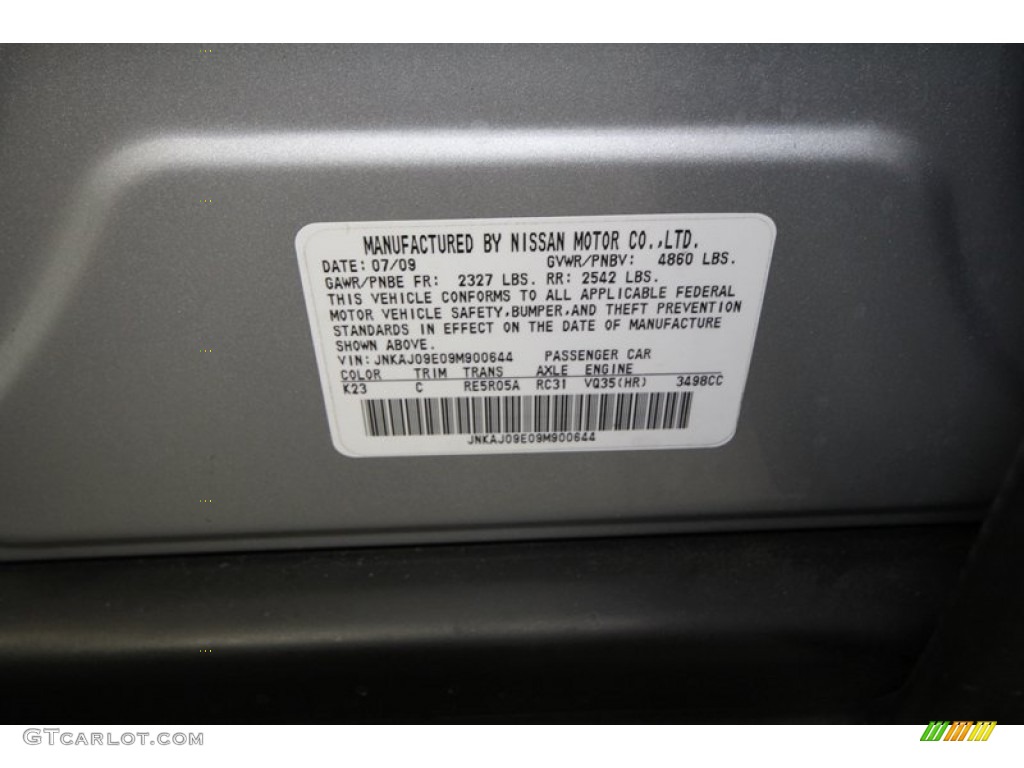 MANUFACTURED BY NISSAN MOTOR CO.,LTD.
DATE: 07/09 GVWR/PNBV: 4860 LBS.
GAWR/PNBE FR: 2327 LBS. RR: 2542 LBS.
THIS VEHICLE CONFORMS TO ALL APPLICABLE FEDERAL
MOTOR VEHICLE SAFETY,BUMPER,AND THEFT PREVENTION
STANDARDS IN EFFECT ON THE DATE OF MANUFACTURE
SHOWN ABOVE.
VIN: JNKAJ09E09M900644 PASSENGER CAR
COLOR TRIM TRANS AXLE ENGINE
K23 C RE5R05A RC31 VQ35(HR) 3498CC
JNKAJ09E09M900644
GTCARLOT.COM